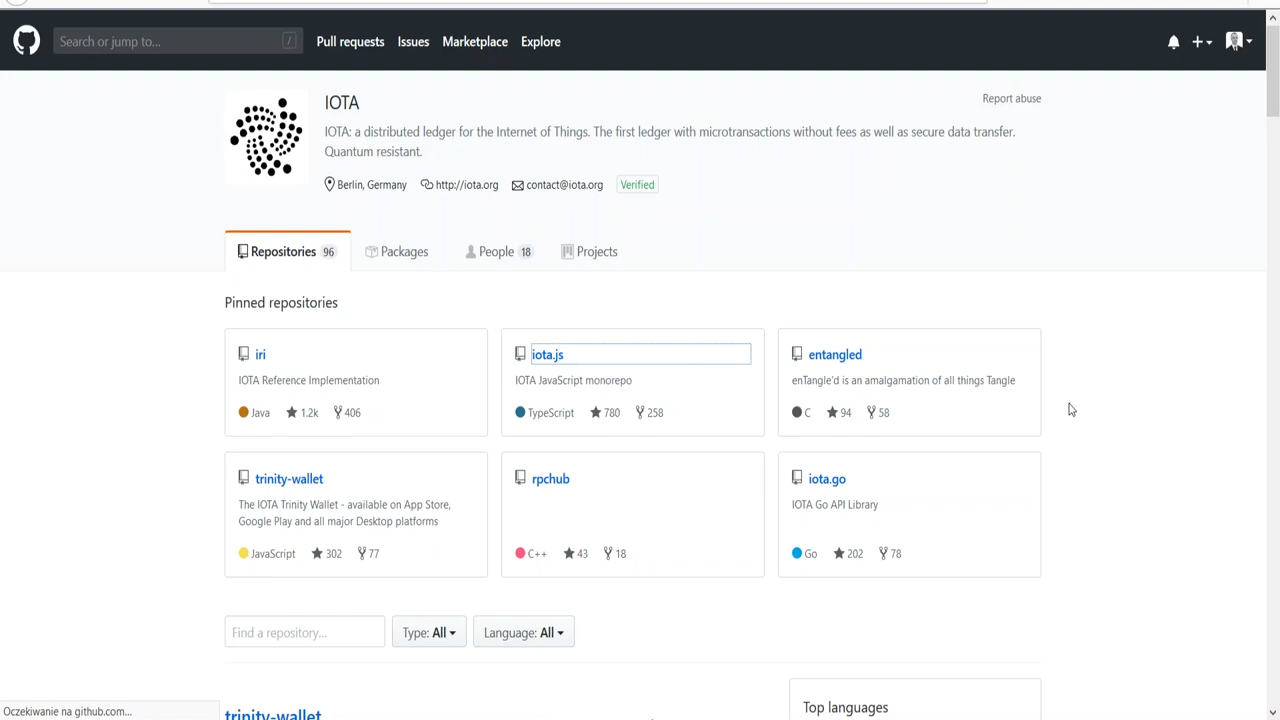 Search or jump to... / Pull requests Issues Marketplace Explore
IOTA
Report abuse
IOTA: a distributed ledger for the Internet of Things. The first ledger with microtransactions without fees as well as secure data transfer.
Quantum resistant.
Berlin, Germany http://iota.org contact@iota.org Verified
Repositories 96 Packages People 18 Projects
Pinned repositories
iri
IOTA Reference Implementation
Java 1.2k 406
iota.js
IOTA JavaScript monorepo
TypeScript 780 258
entangled
enTangle'd is an amalgamation of all things Tangle
C 94 58
trinity-wallet
The IOTA Trinity Wallet - available on App Store,
Google Play and all major Desktop platforms
JavaScript 302 77
rpchub
C++ 43 18
iota.go
IOTA Go API Library
Go 202 78
Find a repository... Type: All Language: All
trinity-wallet
Top languages
Oczekiwanie na github.com...